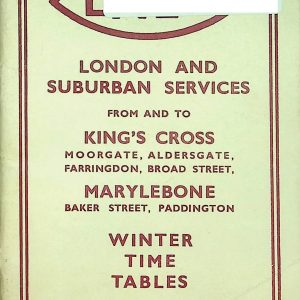 LONDON AND
SUBURBAN SERVICES
FROM AND TO
KING'S CROSS
MOORGATE, ALDERSGATE,
FARRINGDON, BROAD STREET,
MARYLEBONE
BAKER STREET, PADDINGTON
WINTER
TIME
TABLES